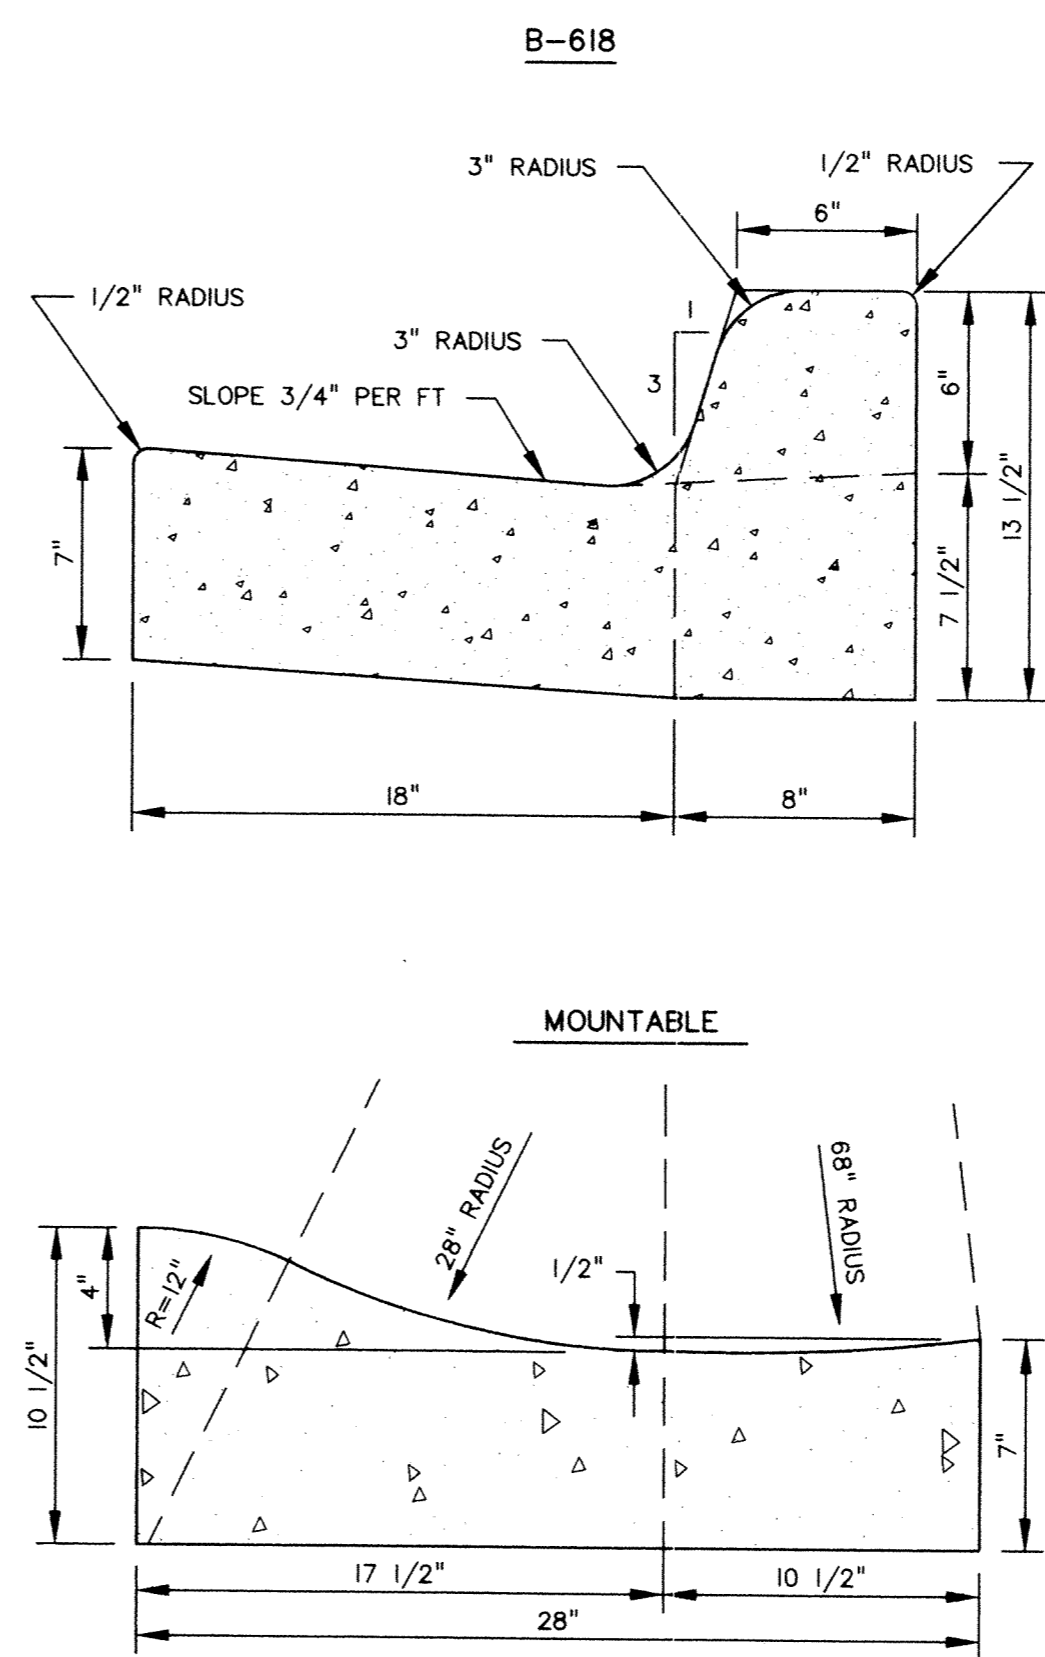 B-618
3" RADIUS
1/2" RADIUS
6"
1/2" RADIUS
1
3" RADIUS
3
6"
SLOPE 3/4" PER FT
13 1/2"
7"
7 1/2"
18"
8"
MOUNTABLE
28" RADIUS
68" RADIUS
1/2"
4"
R=12"
10 1/2"
7"
17 1/2"
10 1/2"
28"